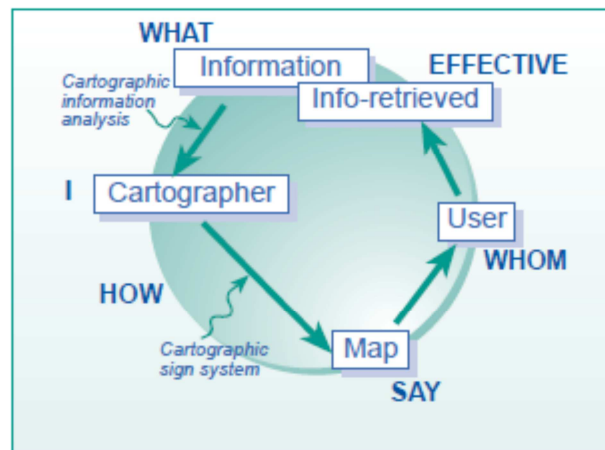 WHAT
Information
EFFECTIVE
Cartographic
information
analysis
Info-retrieved
I
Cartographer
User
WHOM
HOW
Cartographic
sign system
Map
SAY